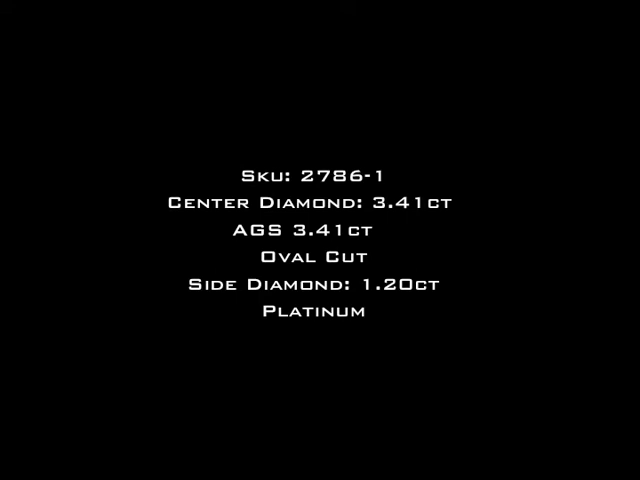 Sku: 2786-1
Center Diamond: 3.41ct
AGS 3.41ct
Oval Cut
Side Diamond: 1.20ct
Platinum